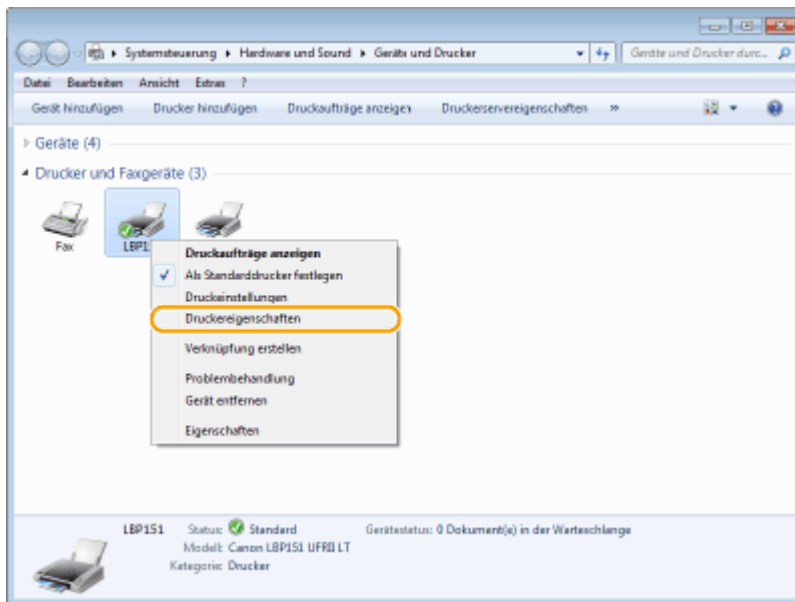 Systemsteuerung ▸ Hardware und Sound ▸ Geräte und Drucker
Geräte und Drucker durc...
Datei Bearbeiten Ansicht Extras ?
Gerät hinzufügen Drucker hinzufügen Druckaufträge anzeigen Druckerservereigenschaften »
Geräte (4)
Drucker und Faxgeräte (3)
Fax
LBP1
Druckaufträge anzeigen
Als Standarddrucker festlegen
Druckeinstellungen
Druckereigenschaften
Verknüpfung erstellen
Problembehandlung
Gerät entfernen
Eigenschaften
LBP151 Status: Standard Gerätestatus: 0 Dokument(e) in der Warteschlange
Modell: Canon LBP151 UFRII LT
Kategorie: Drucker